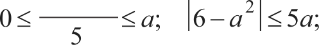 0 ≤ ―/5 ≤ a; |6 − a²| ≤ 5a;